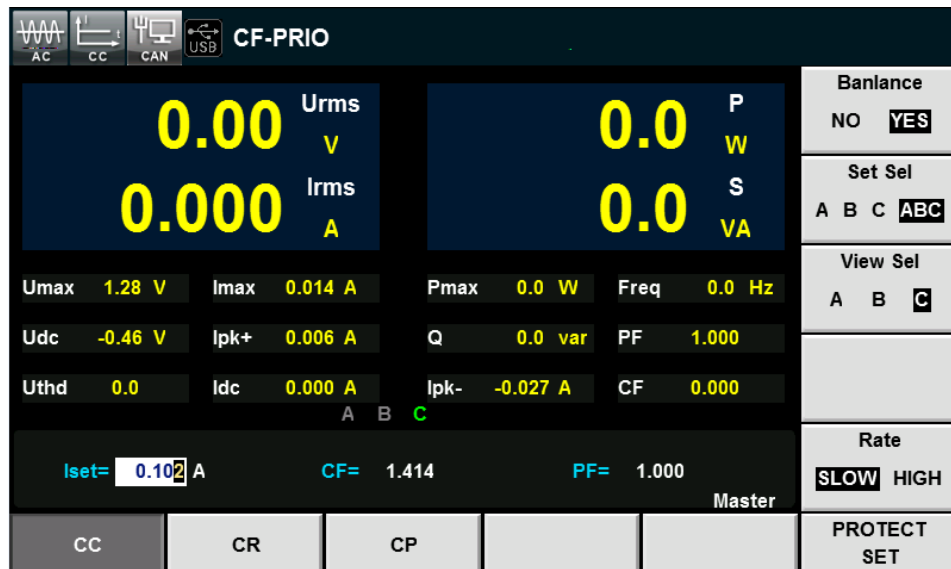 AC CC t CAN USB CF-PRIO
0.00 Urms V
0.0 P W
0.000 Irms A
0.0 S VA
Umax 1.28 V Imax 0.014 A Pmax 0.0 W Freq 0.0 Hz
Udc -0.46 V Ipk+ 0.006 A Q 0.0 var PF 1.000
Uthd 0.0 Idc 0.000 A Ipk- -0.027 A CF 0.000
A B C
Iset= 0.102 A CF= 1.414 PF= 1.000
Master
CC CR CP
Banlance
NO YES
Set Sel
A B C ABC
View Sel
A B C
Rate
SLOW HIGH
PROTECT
SET